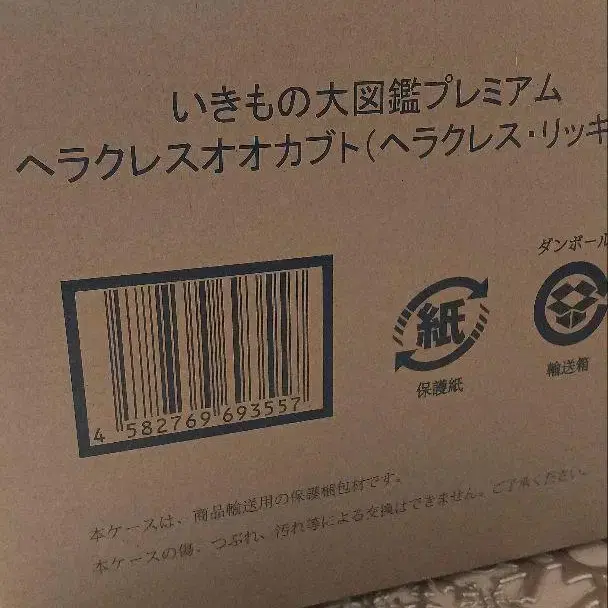 いきもの大図鑑プレミアム
ヘラクレスオオカブト(ヘラクレス・リッキ
ダンボール
紙
保護紙
輸送箱
4 582769 693557
本ケースは、商品輸送用の保護梱包材です。
本ケースの傷、つぶれ、汚れ等による交換はできません。ご了承ください。